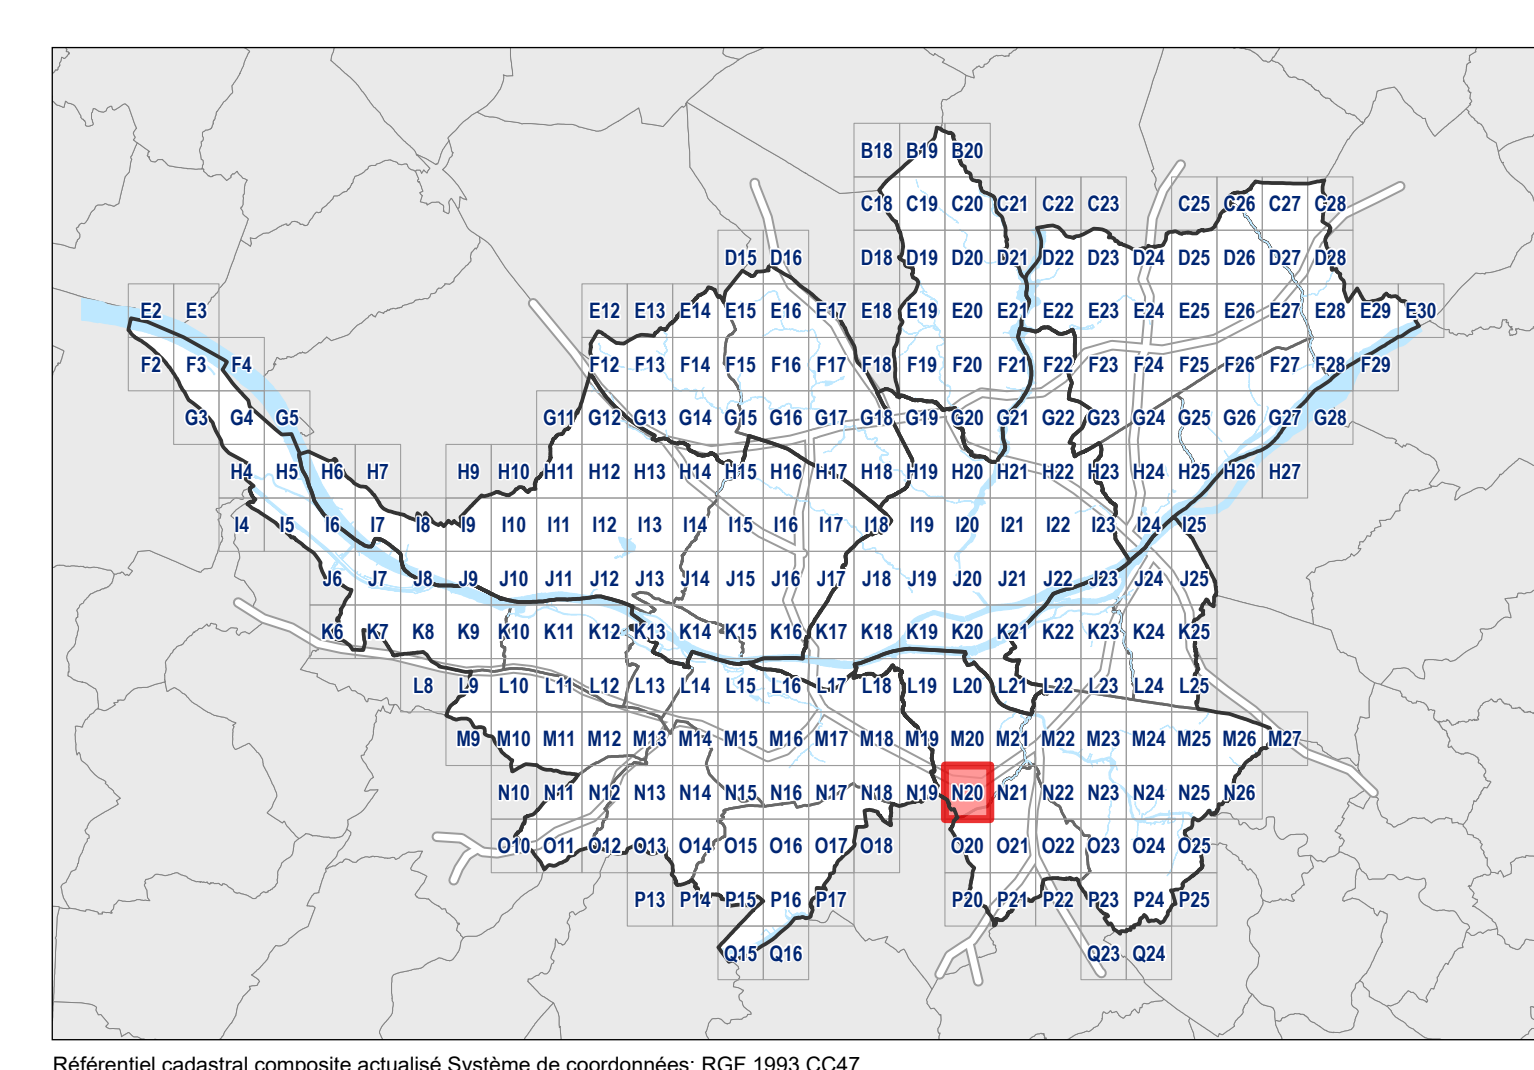 B18 B19 B20
C18 C19 C20 C21 C22 C23 C25 C26 C27 C28
D15 D16 D18 D19 D20 D21 D22 D23 D24 D25 D26 D27 D28
E2 E3 E12 E13 E14 E15 E16 E17 E18 E19 E20 E21 E22 E23 E24 E25 E26 E27 E28 E29 E30
F2 F3 F4 F12 F13 F14 F15 F16 F17 F18 F19 F20 F21 F22 F23 F24 F25 F26 F27 F28 F29
G3 G4 G5 G11 G12 G13 G14 G15 G16 G17 G18 G19 G20 G21 G22 G23 G24 G25 G26 G27 G28
H4 H5 H6 H7 H9 H10 H11 H12 H13 H14 H15 H16 H17 H18 H19 H20 H21 H22 H23 H24 H25 H26 H27
I4 I5 I6 I7 I8 I9 I10 I11 I12 I13 I14 I15 I16 I17 I18 I19 I20 I21 I22 I23 I24 I25
J6 J7 J8 J9 J10 J11 J12 J13 J14 J15 J16 J17 J18 J19 J20 J21 J22 J23 J24 J25
K6 K7 K8 K9 K10 K11 K12 K13 K14 K15 K16 K17 K18 K19 K20 K21 K22 K23 K24 K25
L8 L9 L10 L11 L12 L13 L14 L15 L16 L17 L18 L19 L20 L21 L22 L23 L24 L25
M9 M10 M11 M12 M13 M14 M15 M16 M17 M18 M19 M20 M21 M22 M23 M24 M25 M26 M27
N10 N11 N12 N13 N14 N15 N16 N17 N18 N19 N20 N21 N22 N23 N24 N25 N26
O10 O11 O12 O13 O14 O15 O16 O17 O18 O20 O21 O22 O23 O24 O25
P13 P14 P15 P16 P17 P20 P21 P22 P23 P24 P25
Q15 Q16 Q23 Q24
Référentiel cadastral composite actualisé Système de coordonnées: RGF 1993 CC47